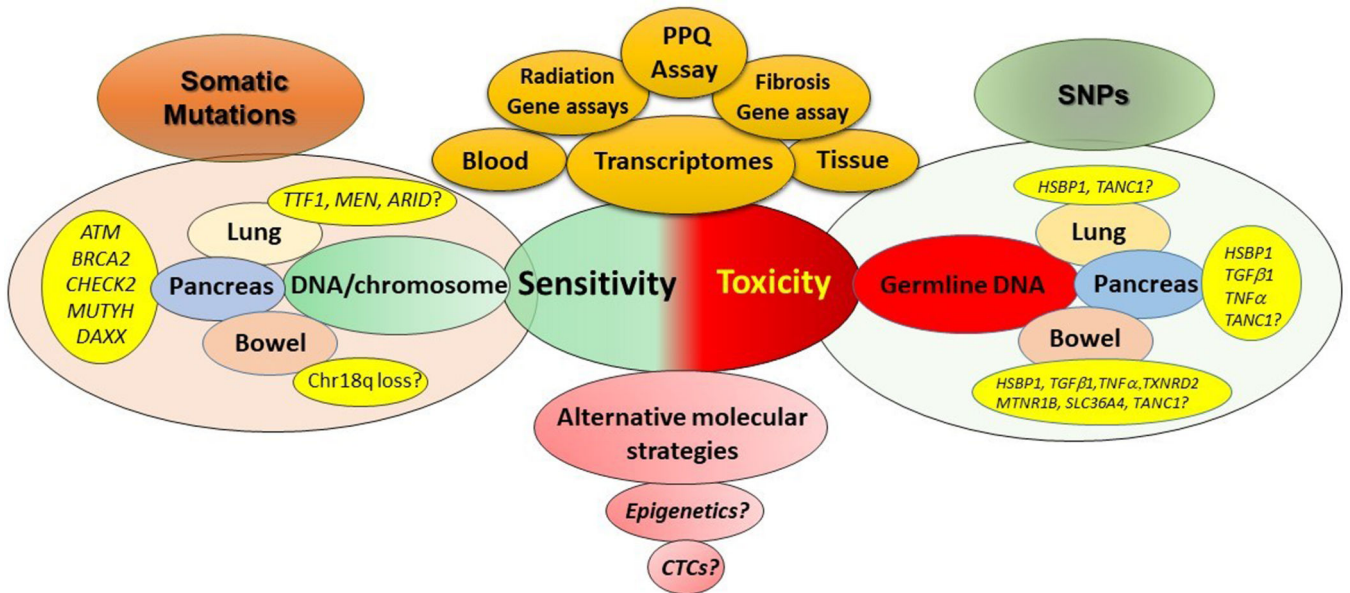 Somatic
Mutations
PPQ
Assay
Radiation
Gene assays
Fibrosis
Gene assay
Blood
Transcriptomes
Tissue
SNPs
TTF1, MEN, ARID?
Lung
ATM
BRCA2
CHECK2
MUTYH
DAXX
Pancreas
DNA/chromosome
Bowel
Chr18q loss?
Sensitivity
Toxicity
HSBP1, TANC1?
Lung
Germline DNA
Pancreas
HSBP1
TGFβ1
TNFα
TANC1?
Bowel
HSBP1, TGFβ1,TNFα,TXNRD2
MTNR1B, SLC36A4, TANC1?
Alternative molecular
strategies
Epigenetics?
CTCs?